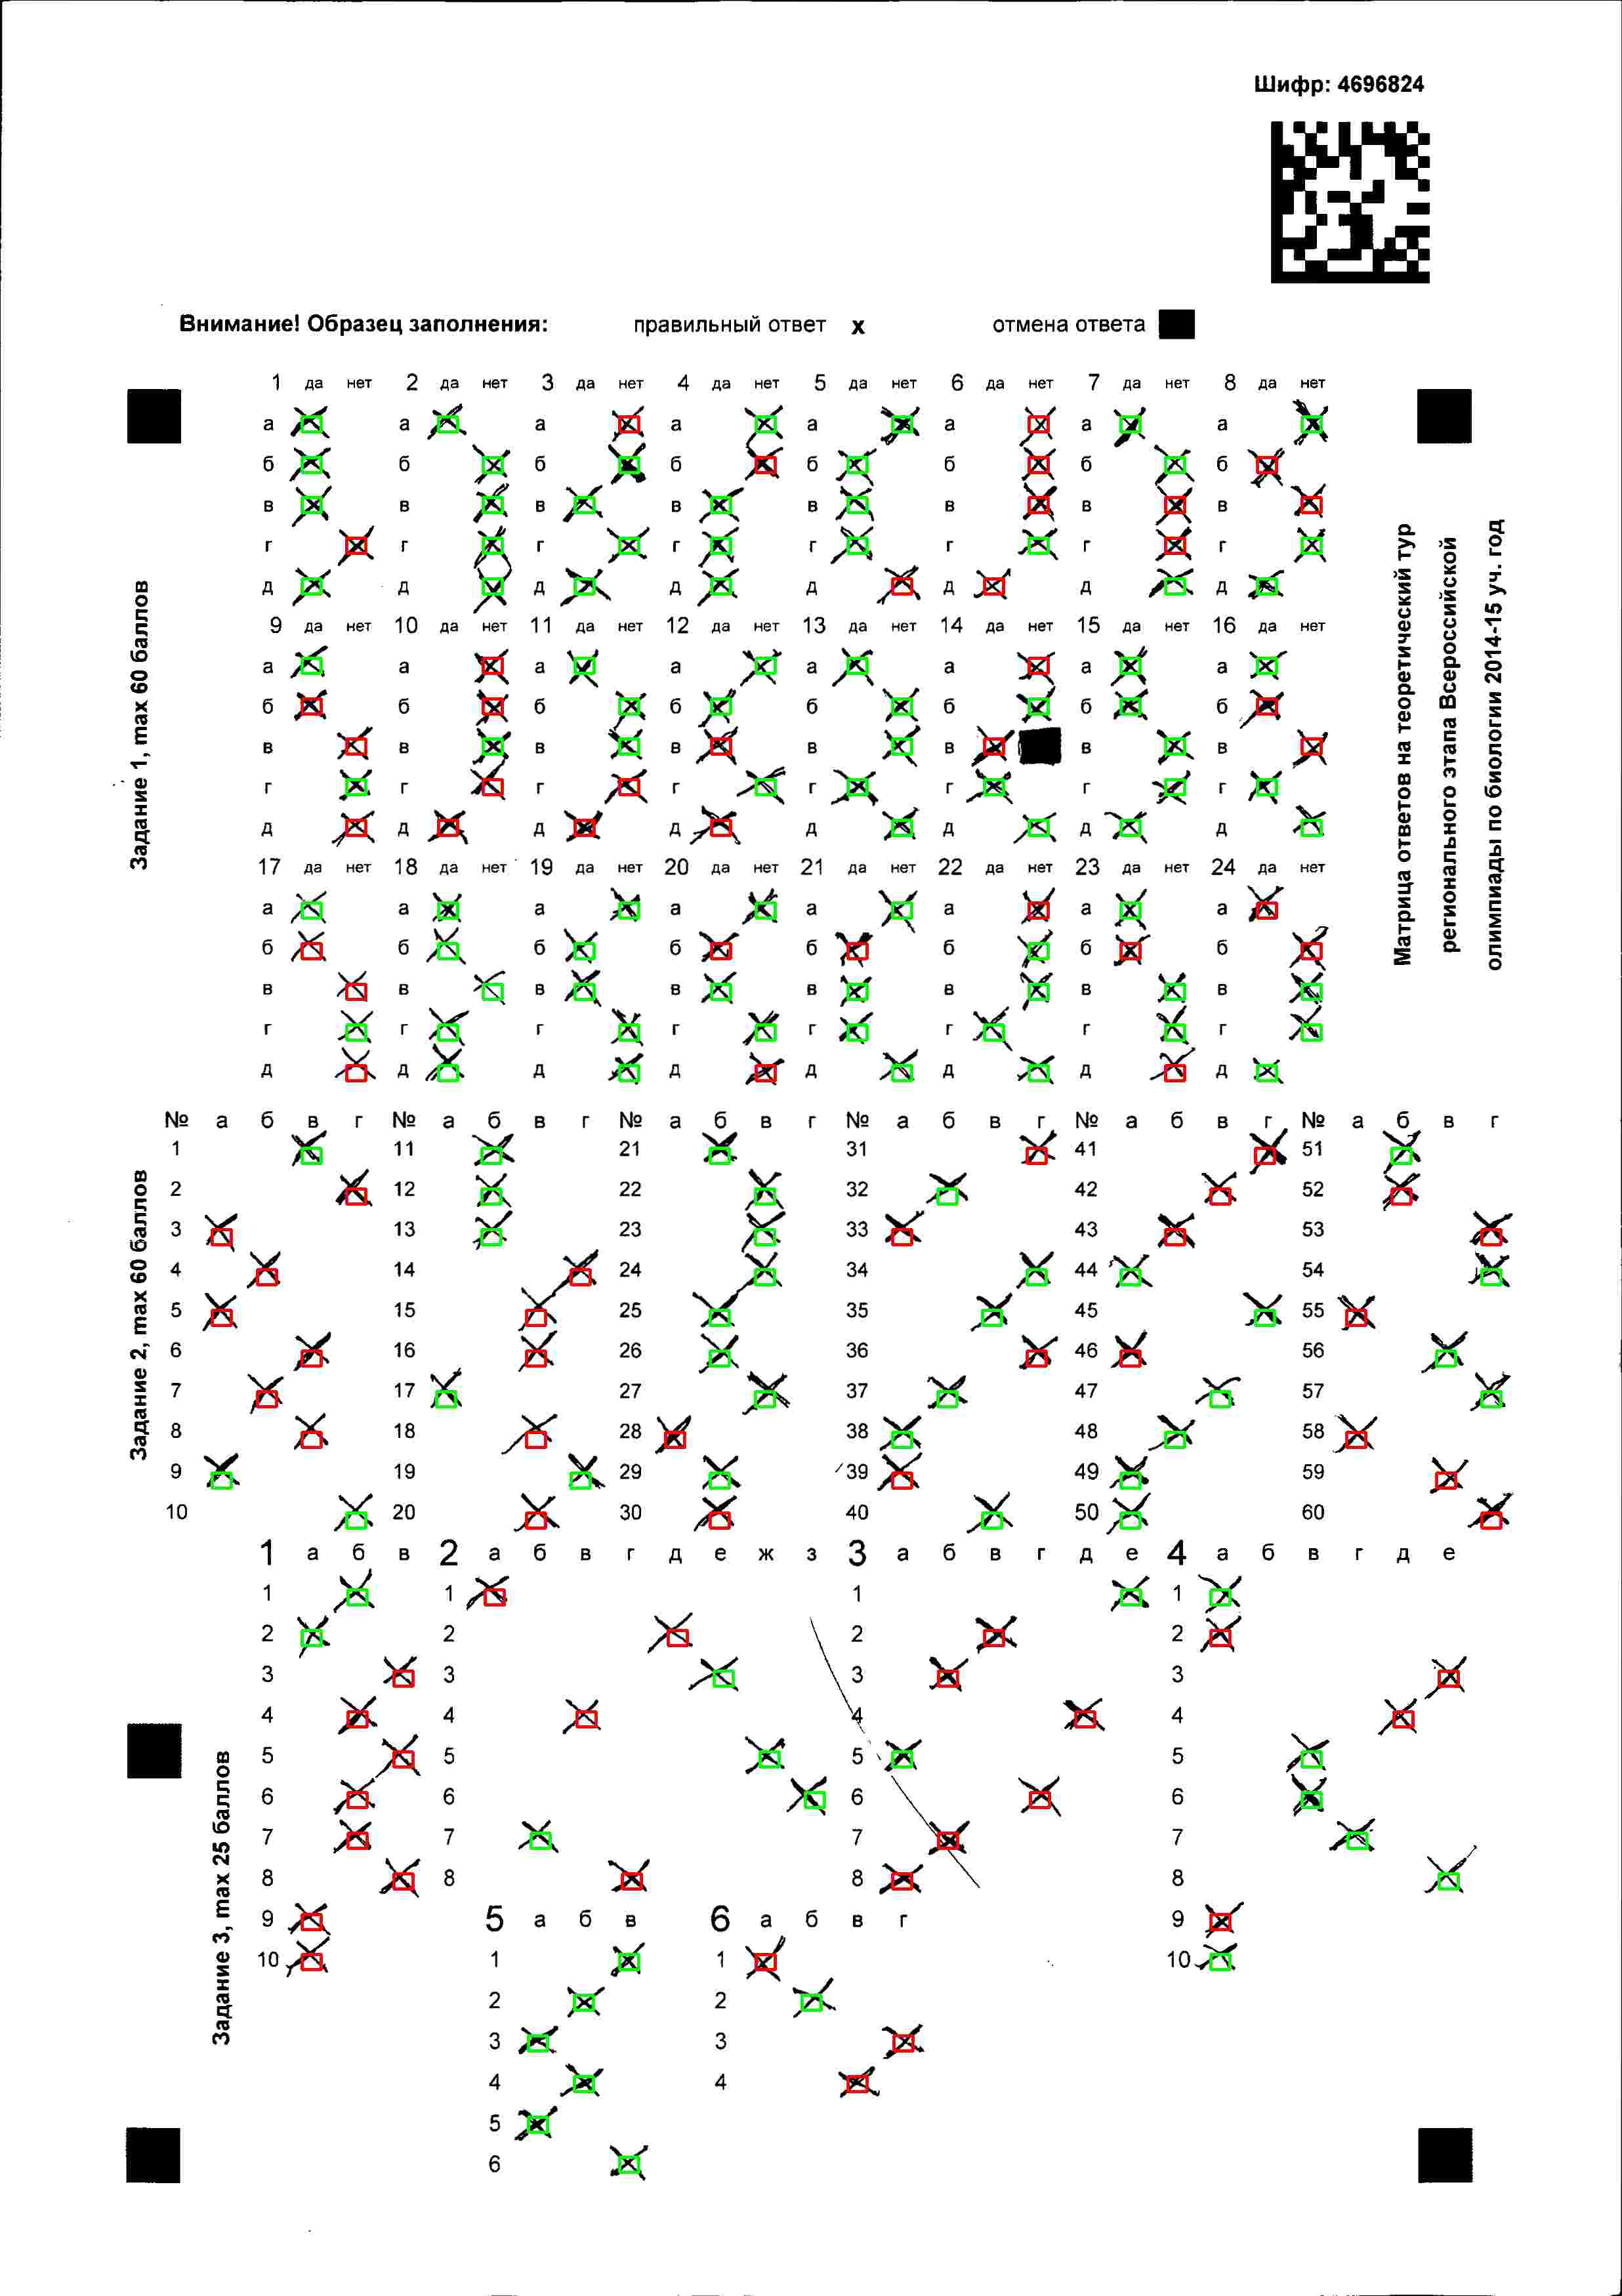 Шифр: 4696824
Внимание! Образец заполнения: правильный ответ х отмена ответа
Задание 1, max 60 баллов
1 да нет 2 да нет 3 да нет 4 да нет 5 да нет 6 да нет 7 да нет 8 да нет
а а а а а а а а
б б б б б б б б
в в в в в в в в
г г г г г г г г
д д д д д д д д
9 да нет 10 да нет 11 да нет 12 да нет 13 да нет 14 да нет 15 да нет 16 да нет
а а а а а а а а
б б б б б б б б
в в в в в в в в
г г г г г г г г
д д д д д д д д
17 да нет 18 да нет 19 да нет 20 да нет 21 да нет 22 да нет 23 да нет 24 да нет
а а а а а а а а
б б б б б б б б
в в в в в в в в
г г г г г г г г
д д д д д д д д
Матрица ответов на теоретический тур
регионального этапа Всероссийской
олимпиады по биологии 2014-15 уч. год
Задание 2, max 60 баллов
№ а б в г № а б в г № а б в г № а б в г № а б в г № а б в г
1 11 21 31 41 51
2 12 22 32 42 52
3 13 23 33 43 53
4 14 24 34 44 54
5 15 25 35 45 55
6 16 26 36 46 56
7 17 27 37 47 57
8 18 28 38 48 58
9 19 29 39 49 59
10 20 30 40 50 60
Задание 3, max 25 баллов
1 а б в 2 а б в г д е ж з 3 а б в г д е 4 а б в г д е
1 1 1 1
2 2 2 2
3 3 3 3
4 4 4 4
5 5 5 5
6 6 6 6
7 7 7 7
8 8 8 8
9 5 а б в 6 а б в г 9
10 1 1 10
2 2
3 3
4 4
5
6